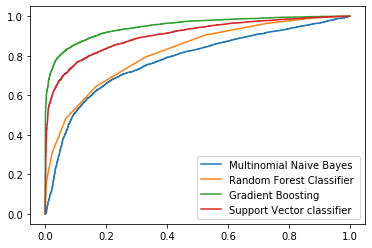 1.0
0.8
0.6
0.4
0.2
0.0
Multinomial Naive Bayes
Random Forest Classifier
Gradient Boosting
Support Vector classifier
0.0 0.2 0.4 0.6 0.8 1.0